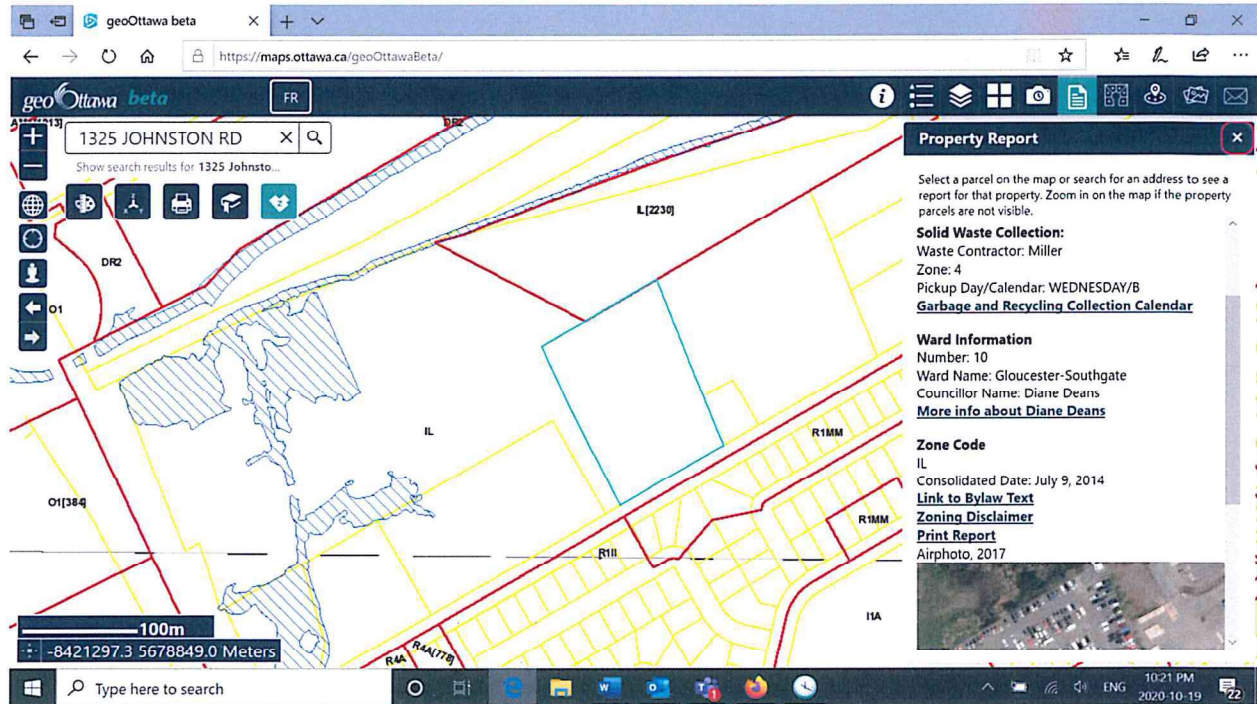 geoOttawa beta
https://maps.ottawa.ca/geoOttawaBeta/
geoOttawa beta
FR
1325 JOHNSTON RD
Show search results for 1325 Johnsto...
DR2
IL[2230]
DR2
O1
IL
R1MM
O1[384]
R1MM
R1II
I1A
R4A
R4A[778]
100m
-8421297.3 5678849.0 Meters
Property Report
Select a parcel on the map or search for an address to see a
report for that property. Zoom in on the map if the property
parcels are not visible.
Solid Waste Collection:
Waste Contractor: Miller
Zone: 4
Pickup Day/Calendar: WEDNESDAY/B
Garbage and Recycling Collection Calendar
Ward Information
Number: 10
Ward Name: Gloucester-Southgate
Councillor Name: Diane Deans
More info about Diane Deans
Zone Code
IL
Consolidated Date: July 9, 2014
Link to Bylaw Text
Zoning Disclaimer
Print Report
Airphoto, 2017
Type here to search
ENG
10:21 PM
2020-10-19
22